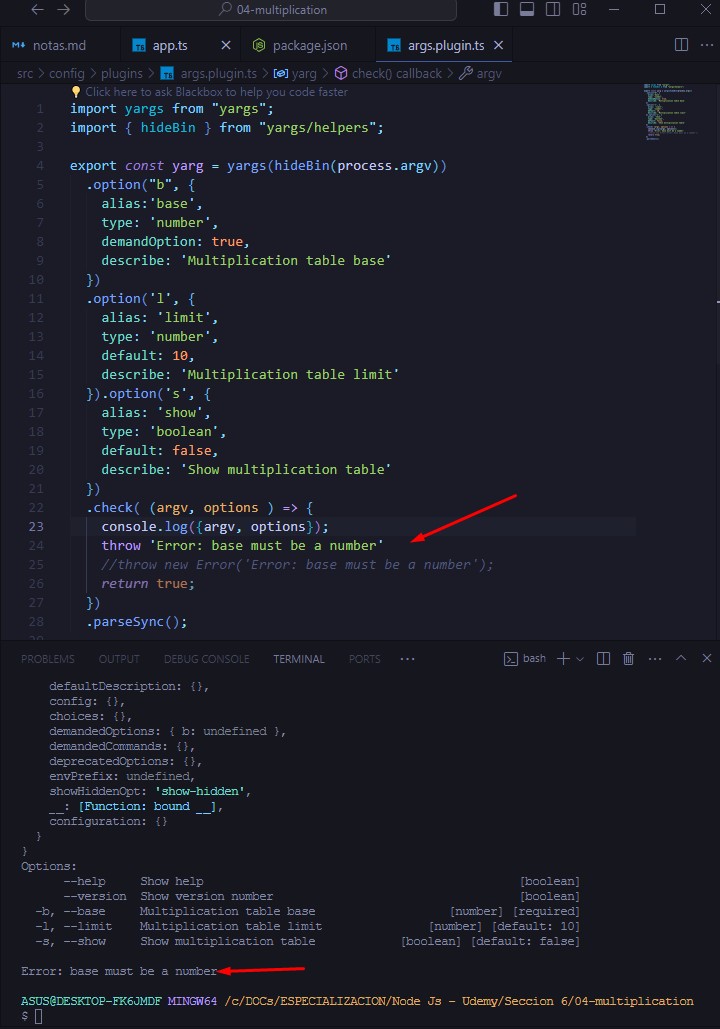 04-multiplication
notas.md
TS app.ts
package.json
TS args.plugin.ts
src > config > plugins > TS args.plugin.ts > yarg > check() callback > argv
Click here to ask Blackbox to help you code faster
1 import yargs from "yargs";
2 import { hideBin } from "yargs/helpers";
3
4 export const yarg = yargs(hideBin(process.argv))
5 .option("b", {
6 alias:'base',
7 type: 'number',
8 demandOption: true,
9 describe: 'Multiplication table base'
10 })
11 .option('l', {
12 alias: 'limit',
13 type: 'number',
14 default: 10,
15 describe: 'Multiplication table limit'
16 }).option('s', {
17 alias: 'show',
18 type: 'boolean',
19 default: false,
20 describe: 'Show multiplication table'
21 })
22 .check( (argv, options ) => {
23 console.log({argv, options});
24 throw 'Error: base must be a number'
25 //throw new Error('Error: base must be a number');
26 return true;
27 })
28 .parseSync();
29
PROBLEMS OUTPUT DEBUG CONSOLE TERMINAL PORTS ··· bash
defaultDescription: {},
config: {},
choices: {},
demandedOptions: { b: undefined },
demandedCommands: {},
deprecatedOptions: {},
envPrefix: undefined,
showHiddenOpt: 'show-hidden',
__: [Function: bound __],
configuration: {}
}
}
Options:
--help Show help [boolean]
--version Show version number [boolean]
-b, --base Multiplication table base [number] [required]
-l, --limit Multiplication table limit [number] [default: 10]
-s, --show Show multiplication table [boolean] [default: false]
Error: base must be a number
ASUS@DESKTOP-FK6JMDF MINGW64 /c/DOCs/ESPECIALIZACION/Node Js - Udemy/Seccion 6/04-multiplication
$